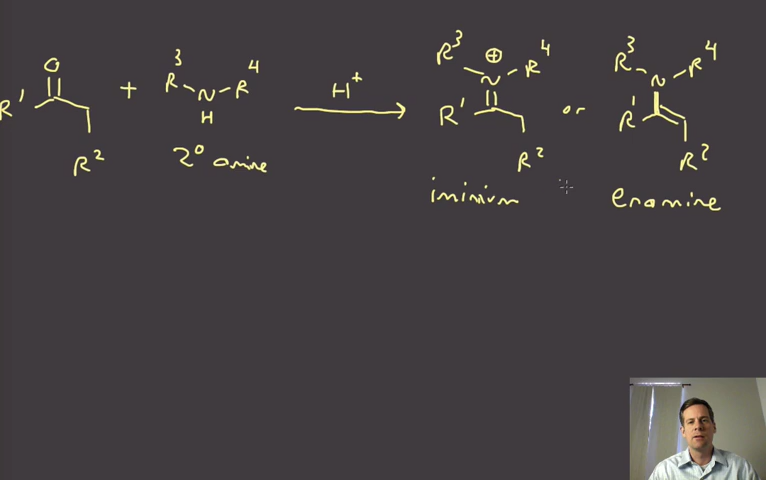 O
R¹
R²
+
R³
N
R⁴
H
2° amine
H⁺
R³
⊕
N
R⁴
R¹
R²
iminium
or
R³
N
R⁴
R¹
R²
enamine